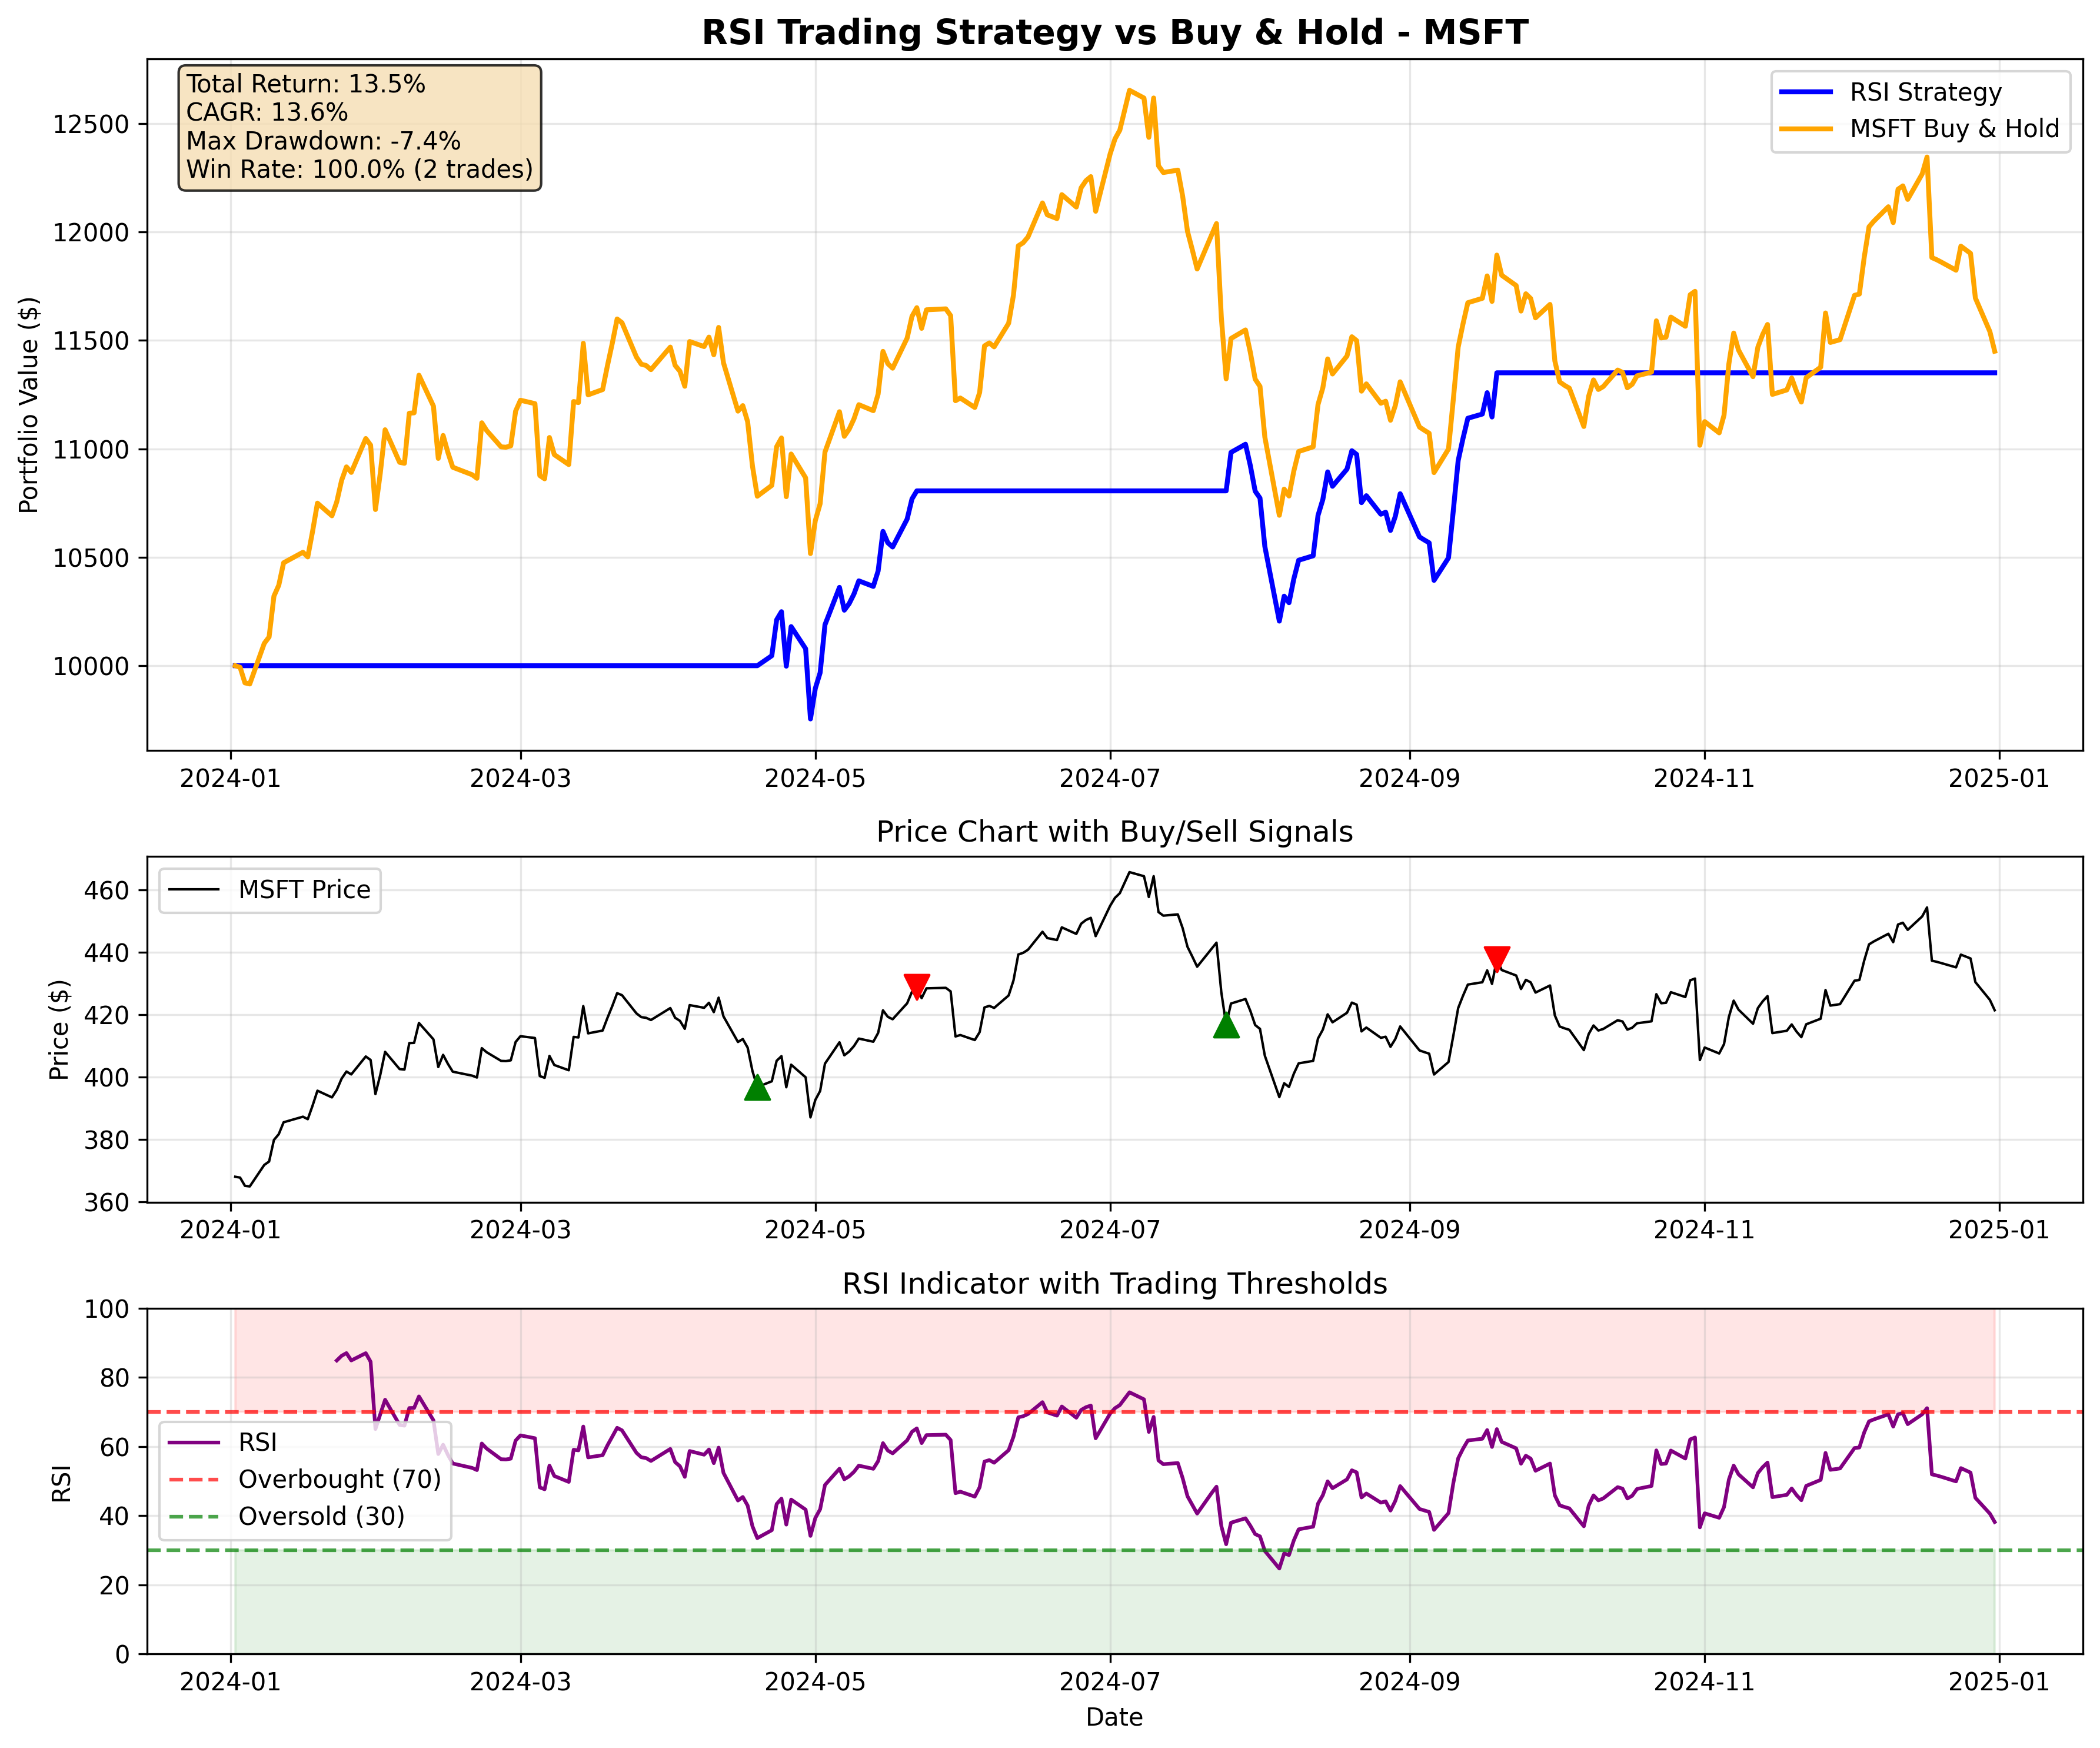 RSI Trading Strategy vs Buy & Hold - MSFT
Total Return: 13.5%
CAGR: 13.6%
Max Drawdown: -7.4%
Win Rate: 100.0% (2 trades)
RSI Strategy
MSFT Buy & Hold
Portfolio Value ($)
12500
12000
11500
11000
10500
10000
2024-01
2024-03
2024-05
2024-07
2024-09
2024-11
2025-01
Price Chart with Buy/Sell Signals
MSFT Price
Price ($)
460
440
420
400
380
360
2024-01
2024-03
2024-05
2024-07
2024-09
2024-11
2025-01
RSI Indicator with Trading Thresholds
RSI
100
80
60
40
20
0
RSI
Overbought (70)
Oversold (30)
2024-01
2024-03
2024-05
2024-07
2024-09
2024-11
2025-01
Date